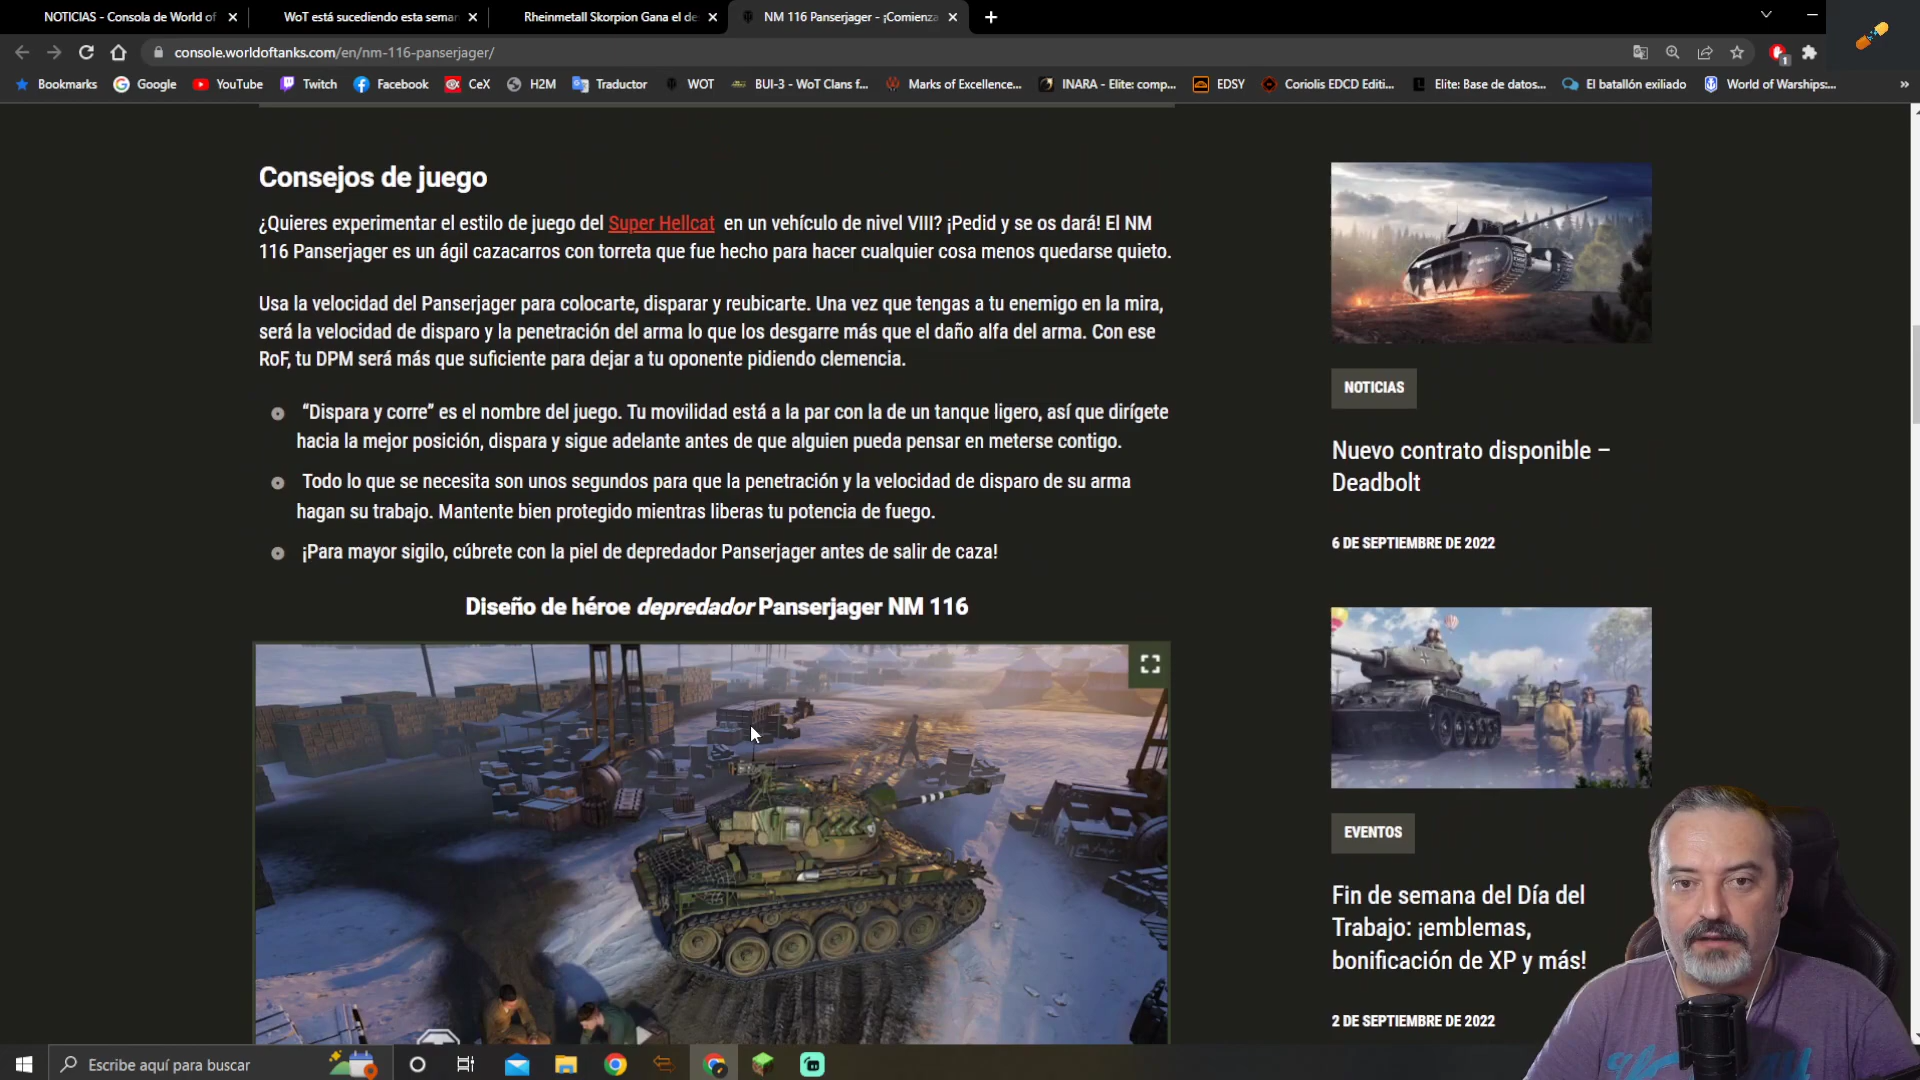 NOTICIAS - Consola de World of
WoT está sucediendo esta sema
Rheinmetall Skorpion Gana el de
NM 116 Panserjager - ¡Comienza
console.worldoftanks.com/en/nm-116-panserjager/
1
Bookmarks
Google
YouTube
Twitch
Facebook
CeX
H2M
Traductor
WOT
BUI-3 - WoT Clans f...
Marks of Excellence...
INARA - Elite: comp...
EDSY
Coriolis EDCD Editi...
Elite: Base de datos...
El batallón exiliado
World of Warships:...
Consejos de juego
¿Quieres experimentar el estilo de juego del Super Hellcat en un vehículo de nivel VIII? ¡Pedid y se os dará! El NM
116 Panserjager es un ágil cazacarros con torreta que fue hecho para hacer cualquier cosa menos quedarse quieto.
Usa la velocidad del Panserjager para colocarte, disparar y reubicarte. Una vez que tengas a tu enemigo en la mira,
será la velocidad de disparo y la penetración del arma lo que los desgarre más que el daño alfa del arma. Con ese
RoF, tu DPM será más que suficiente para dejar a tu oponente pidiendo clemencia.
“Dispara y corre” es el nombre del juego. Tu movilidad está a la par con la de un tanque ligero, así que dirígete
hacia la mejor posición, dispara y sigue adelante antes de que alguien pueda pensar en meterse contigo.
Todo lo que se necesita son unos segundos para que la penetración y la velocidad de disparo de su arma
hagan su trabajo. Mantente bien protegido mientras liberas tu potencia de fuego.
¡Para mayor sigilo, cúbrete con la piel de depredador Panserjager antes de salir de caza!
Diseño de héroe depredador Panserjager NM 116
NOTICIAS
Nuevo contrato disponible –
Deadbolt
6 DE SEPTIEMBRE DE 2022
EVENTOS
Fin de semana del Día del
Trabajo: ¡emblemas,
bonificación de XP y más!
2 DE SEPTIEMBRE DE 2022
Escribe aquí para buscar